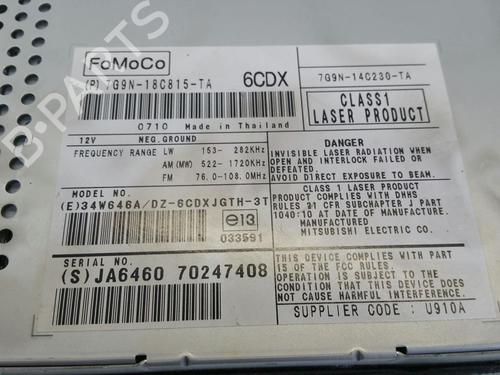 FoMoCo
(P) 7G9N-18C815-TA
6CDX
7G9N-14C230-TA
0710 Made in Thailand
CLASS1
LASER PRODUCT
12V NEG. GROUND
FREQUENCY RANGE LW 153- 282KHz
AM (MW) 522- 1720KHz
FM 76.0-108.0MHz
DANGER
INVISIBLE LASER RADIATION WHEN
OPEN AND INTERLOCK FAILED OR
DEFEATED.
AVOID DIRECT EXPOSURE TO BEAM.
MODEL NO.
(E)34W646A/DZ-6CDXJGTH-3T
e13
033591
CLASS 1 LASER PRODUCT
PRODUCT COMPLIES WITH DHHS
RULES 21 CFR SUBCHAPTER J PART
1040:10 AT DATE OF MANUFACTURE.
MANUFACTURED
MITSUBISHI ELECTRIC CO.
(S)JA6460 70247408
THIS DEVICE COMPLIES WITH PART
15 OF THE FCC RULES.
OPERATION IS SUBJECT TO THE
CONDITION THAT THIS DEVICE DOES
NOT CAUSE HARMFUL INTERFERENCE.
SUPPLIER CODE : U910A
B-PARTS